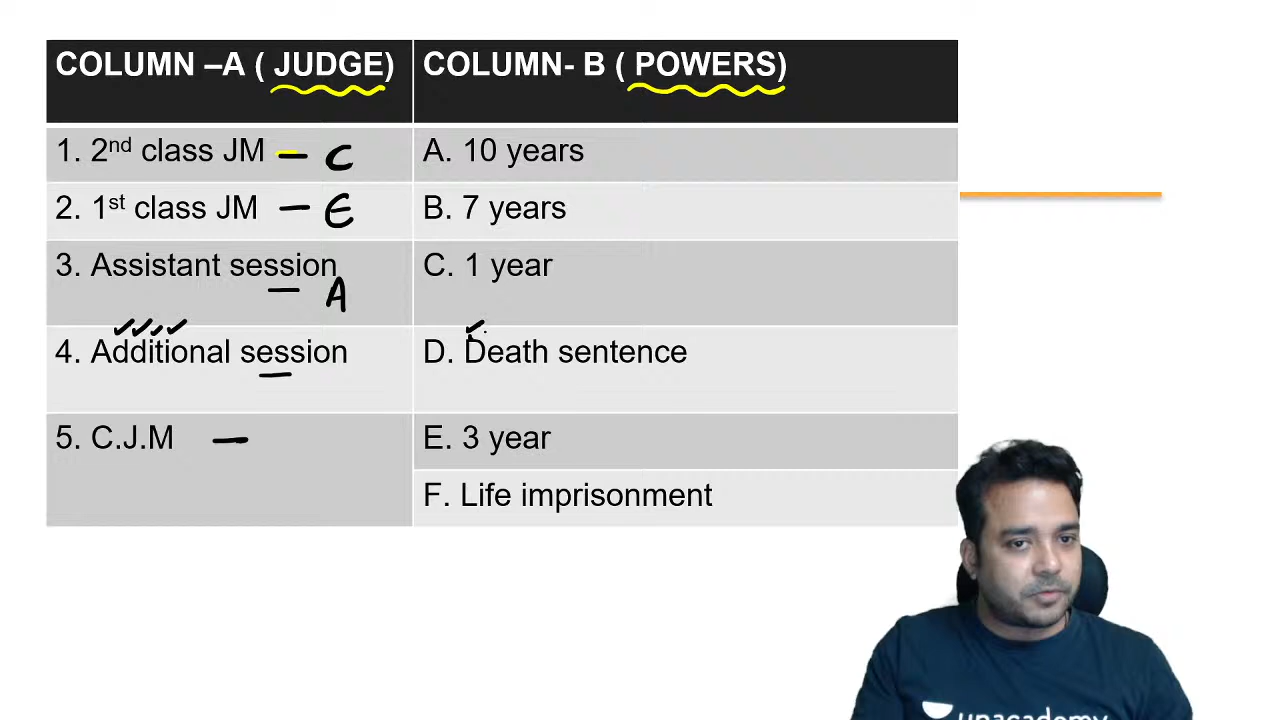 COLUMN –A ( JUDGE) COLUMN- B ( POWERS)
1. 2nd class JM – C A. 10 years
2. 1st class JM – E B. 7 years
3. Assistant session – A C. 1 year
4. Additional session – D. Death sentence
5. C.J.M – E. 3 year
F. Life imprisonment
unacademy